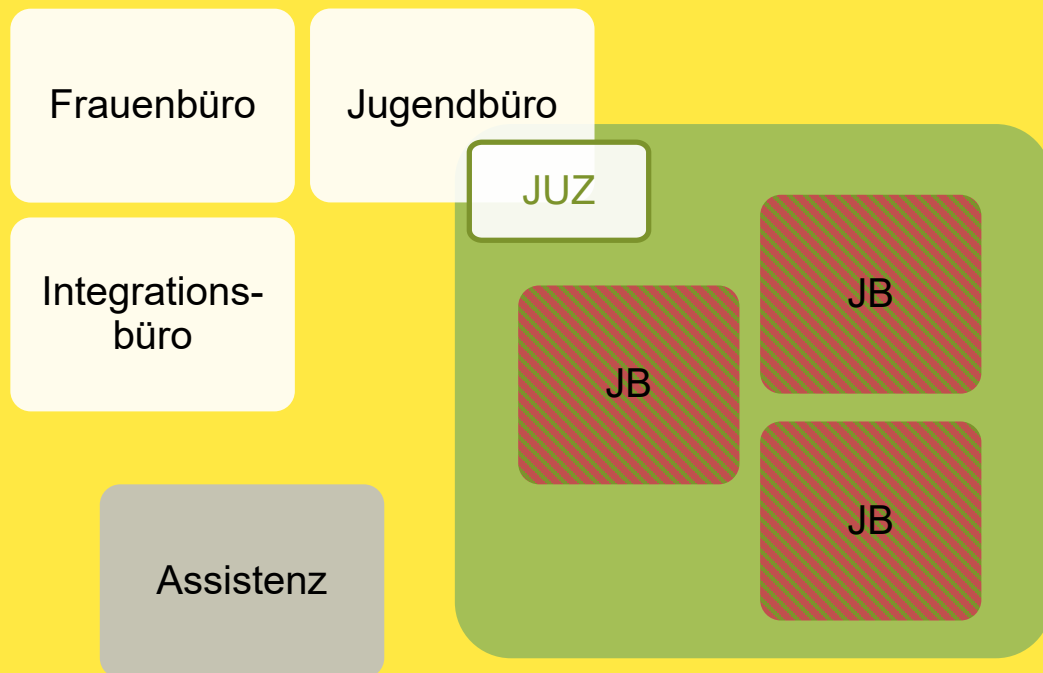 Frauenbüro
Jugendbüro
JUZ
Integrations-
büro
JB
JB
JB
Assistenz